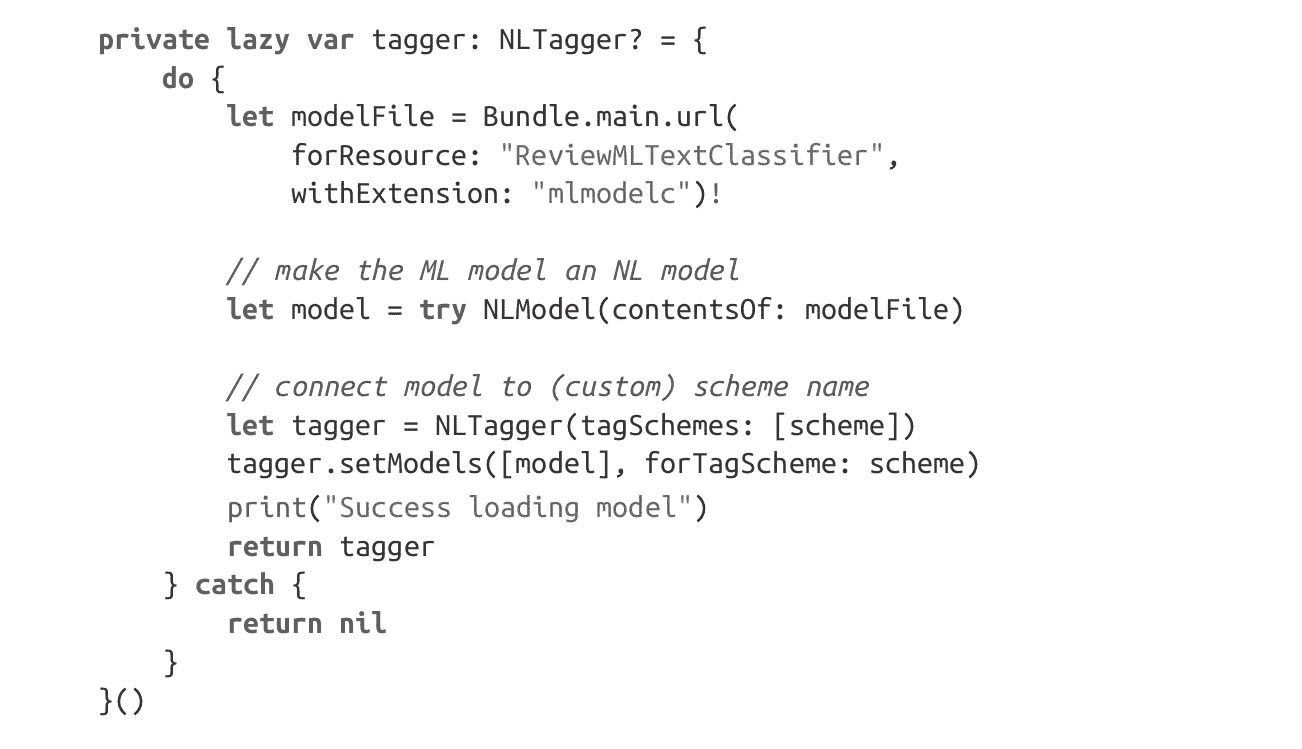 private lazy var tagger: NLTagger? = {
    do {
        let modelFile = Bundle.main.url(
            forResource: "ReviewMLTextClassifier",
            withExtension: "mlmodelc")!

        // make the ML model an NL model
        let model = try NLModel(contentsOf: modelFile)

        // connect model to (custom) scheme name
        let tagger = NLTagger(tagSchemes: [scheme])
        tagger.setModels([model], forTagScheme: scheme)
        print("Success loading model")
        return tagger
    } catch {
        return nil
    }
}()